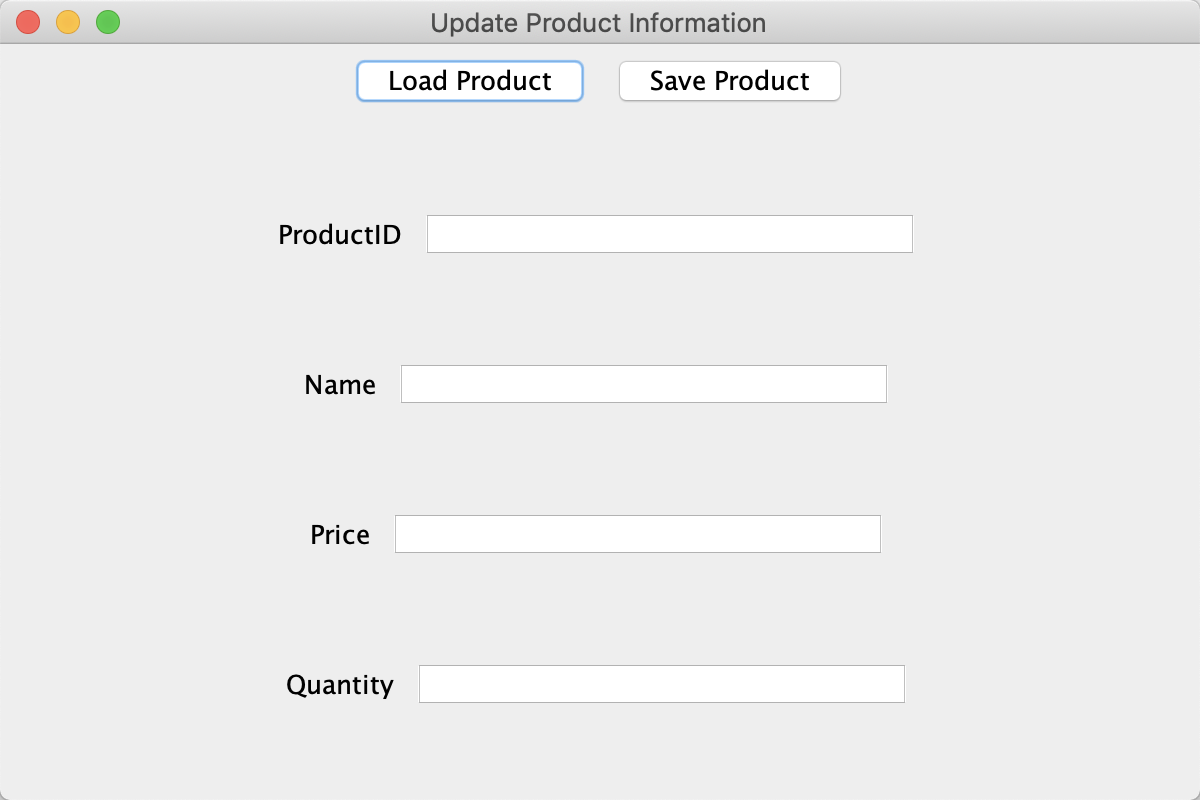 Update Product Information
Load Product Save Product
ProductID
Name
Price
Quantity